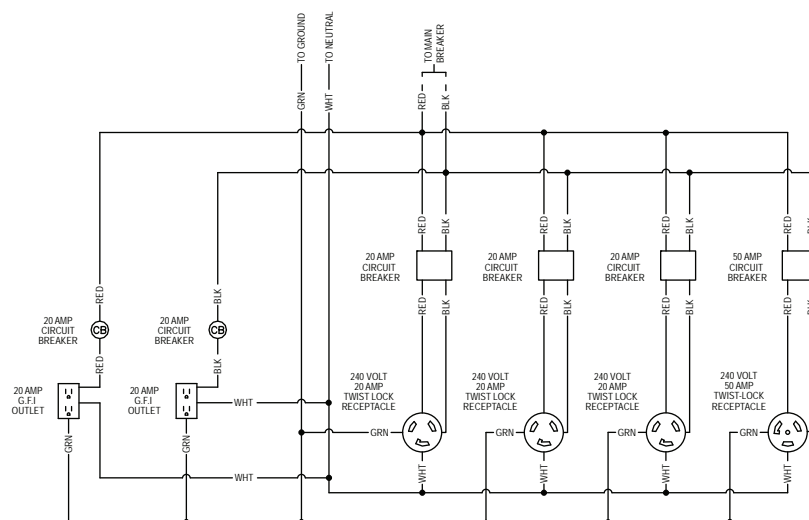 TO GROUND
TO NEUTRAL
TO MAIN
BREAKER
GRN
WHT
RED
BLK
RED
BLK
RED
BLK
RED
BLK
RED
BLK
20 AMP
CIRCUIT
BREAKER
20 AMP
CIRCUIT
BREAKER
20 AMP
CIRCUIT
BREAKER
50 AMP
CIRCUIT
BREAKER
RED
BLK
RED
BLK
RED
BLK
RED
BLK
RED
BLK
20 AMP
CIRCUIT
BREAKER
CB
20 AMP
CIRCUIT
BREAKER
CB
RED
BLK
20 AMP
G.F.I
OUTLET
20 AMP
G.F.I
OUTLET
240 VOLT
20 AMP
TWIST LOCK
RECEPTACLE
240 VOLT
20 AMP
TWIST LOCK
RECEPTACLE
240 VOLT
20 AMP
TWIST LOCK
RECEPTACLE
240 VOLT
50 AMP
TWIST-LOCK
RECEPTACLE
WHT
GRN
GRN
GRN
GRN
GRN
GRN
WHT
WHT
WHT
WHT
WHT